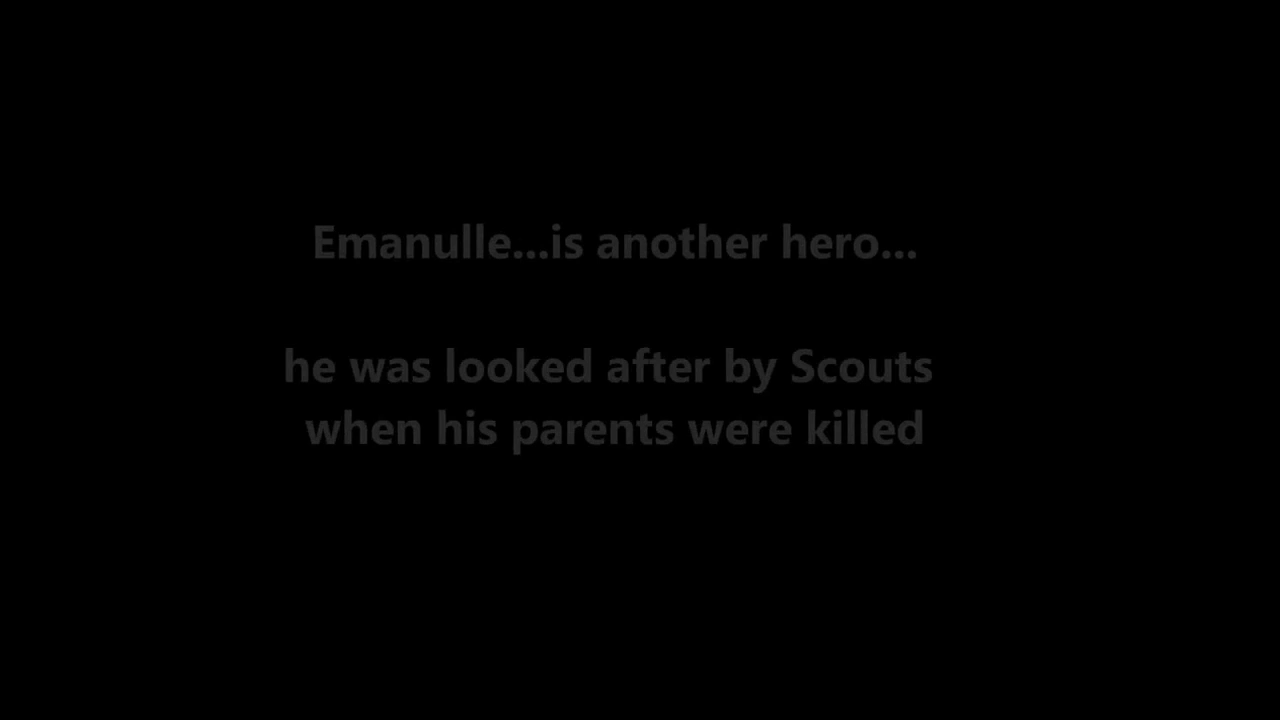 Emanulle...is another hero...
he was looked after by Scouts
when his parents were killed